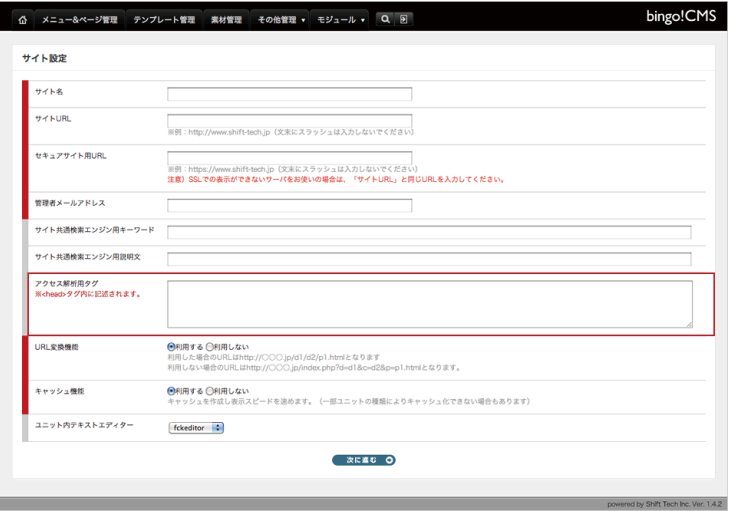 メニュー&ページ管理 テンプレート管理 素材管理 その他管理 ▼ モジュール ▼ bingo!CMS
サイト設定
サイト名
サイトURL
※例：http://www.shift-tech.jp（文末にスラッシュは入力しないでください）
セキュアサイト用URL
※例：https://www.shift-tech.jp（文末にスラッシュは入力しないでください）
注意）SSLでの表示ができないサーバをお使いの場合は、「サイトURL」と同じURLを入力してください。
管理者メールアドレス
サイト共通検索エンジン用キーワード
サイト共通検索エンジン用説明文
アクセス解析用タグ
※<head>タグ内に記述されます。
URL変換機能 利用する 利用しない
利用した場合のURLはhttp://○○○.jp/d1/d2/p1.htmlとなります
利用しない場合のURLはhttp://○○○.jp/index.php?d=d1&c=d2&p=p1.htmlとなります。
キャッシュ機能 利用する 利用しない
キャッシュを作成し表示スピードを速めます。（一部ユニットの種類によりキャッシュ化できない場合もあります）
ユニット内テキストエディター fckeditor
次に進む
powered by Shift Tech Inc. Ver. 1.4.2